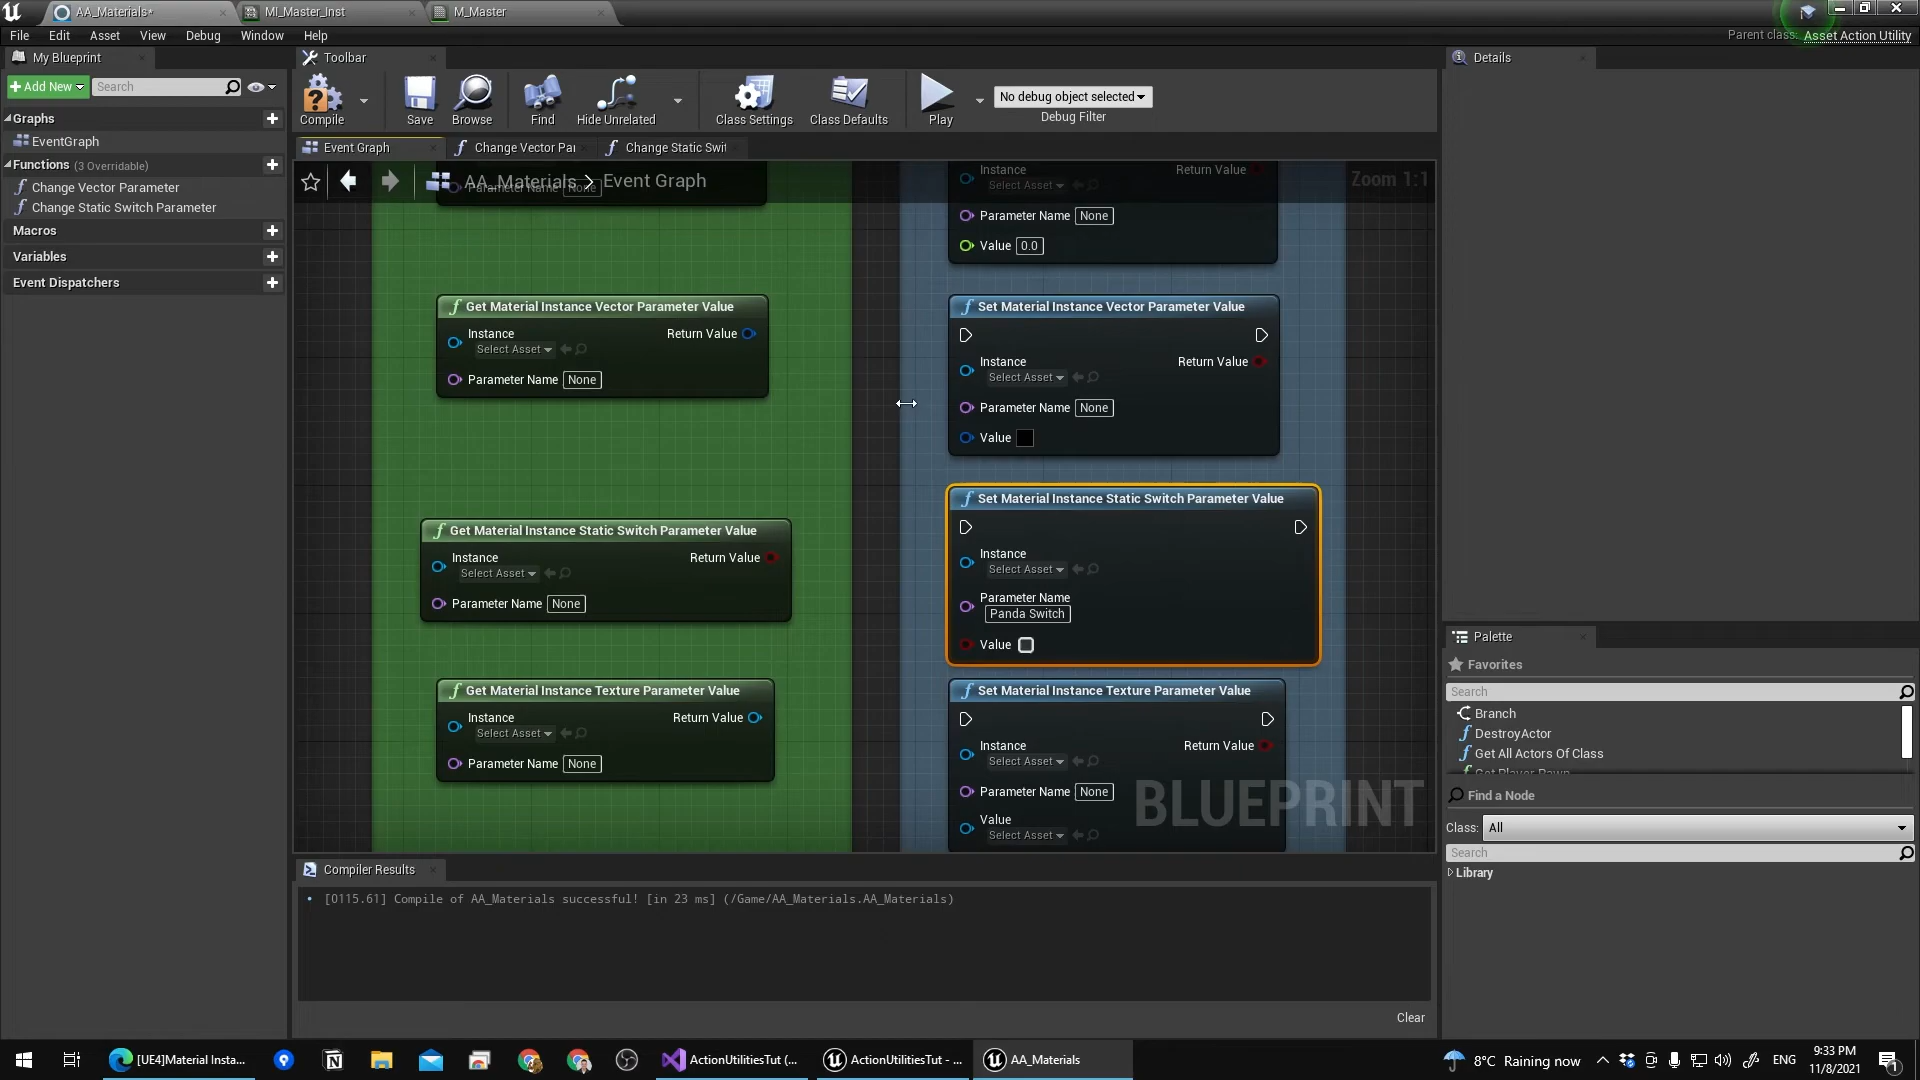 AA_Materials*
MI_Master_Inst
M_Master
File Edit Asset View Debug Window Help
Parent class: Asset Action Utility
My Blueprint
Toolbar
Details
Add New
Search
Compile
Save
Browse
Find
Hide Unrelated
Class Settings
Class Defaults
Play
No debug object selected
Debug Filter
Graphs
EventGraph
Functions (3 Overridable)
Change Vector Parameter
Change Static Switch Parameter
Macros
Variables
Event Dispatchers
Event Graph
Change Vector Par
Change Static Swit
AA_Materials > Event Graph
Zoom 1:1
Parameter Name None
Instance
Select Asset
Return Value
Parameter Name None
Value 0.0
Get Material Instance Vector Parameter Value
Instance
Select Asset
Return Value
Parameter Name None
Set Material Instance Vector Parameter Value
Instance
Select Asset
Return Value
Parameter Name None
Value
Get Material Instance Static Switch Parameter Value
Instance
Select Asset
Return Value
Parameter Name None
Set Material Instance Static Switch Parameter Value
Instance
Select Asset
Parameter Name
Panda Switch
Value
Get Material Instance Texture Parameter Value
Instance
Select Asset
Return Value
Parameter Name None
Set Material Instance Texture Parameter Value
Instance
Select Asset
Return Value
Parameter Name None
Value
Select Asset
BLUEPRINT
Palette
Favorites
Search
Branch
DestroyActor
Get All Actors Of Class
Get Player Pawn
Find a Node
Class: All
Search
Library
Compiler Results
[0115.61] Compile of AA_Materials successful! [in 23 ms] (/Game/AA_Materials.AA_Materials)
Clear
[UE4]Material Insta...
ActionUtilitiesTut (...
ActionUtilitiesTut - ...
AA_Materials
8°C Raining now
ENG
9:33 PM
11/8/2021
1